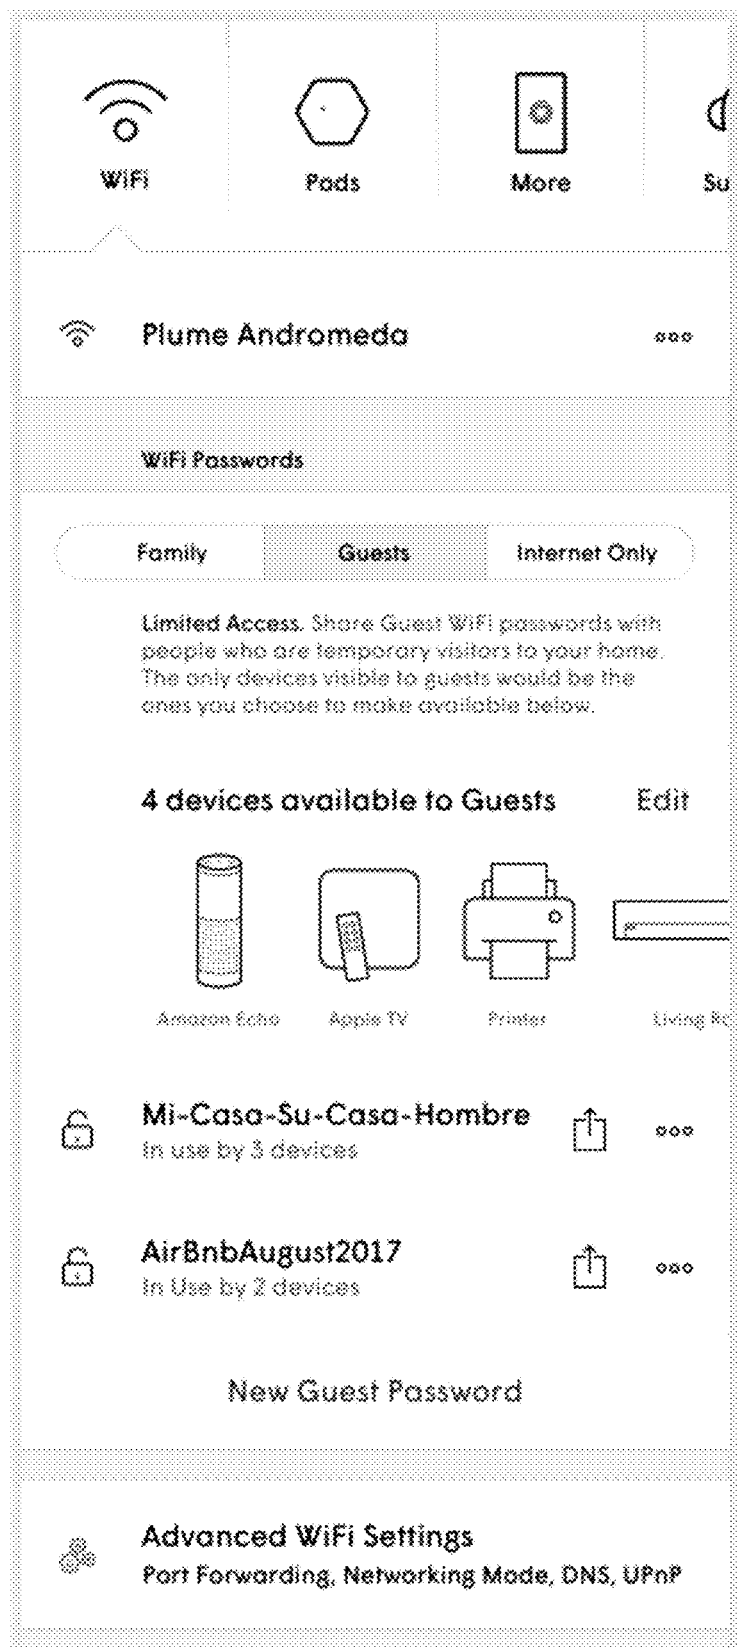 WiFi
Pads
More
Su
Plume Andromeda
WiFi Passwords
Family
Guests
Internet Only
Limited Access. Share Guest WiFi passwords with
people who are temporary visitors to your home.
The only devices visible to guests would be the
ones you choose to make available below.
4 devices available to Guests
Edit
Amazon Echo
Apple TV
Printer
Living Ro
Mi-Casa-Su-Casa-Hombre
In use by 3 devices
AirBnbAugust2017
In Use by 2 devices
New Guest Password
Advanced WiFi Settings
Port Forwarding, Networking Mode, DNS, UPnP